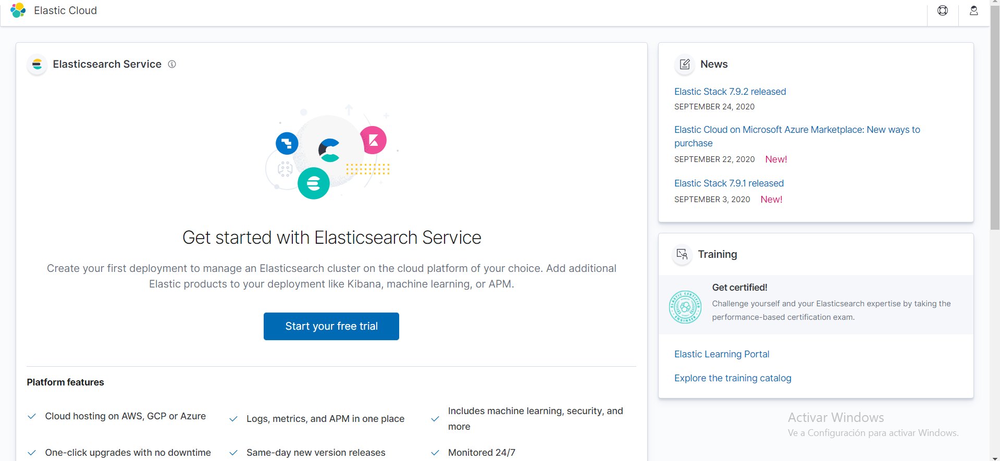 Elastic Cloud
Elasticsearch Service
Get started with Elasticsearch Service
Create your first deployment to manage an Elasticsearch cluster on the cloud platform of your choice. Add additional
Elastic products to your deployment like Kibana, machine learning, or APM.
Start your free trial
Platform features
Cloud hosting on AWS, GCP or Azure
Logs, metrics, and APM in one place
Includes machine learning, security, and
more
One-click upgrades with no downtime
Same-day new version releases
Monitored 24/7
News
Elastic Stack 7.9.2 released
SEPTEMBER 24, 2020
Elastic Cloud on Microsoft Azure Marketplace: New ways to
purchase
SEPTEMBER 22, 2020 New!
Elastic Stack 7.9.1 released
SEPTEMBER 3, 2020 New!
Training
ELASTIC CERTIFIED
ENGINEER
Get certified!
Challenge yourself and your Elasticsearch expertise by taking the
performance-based certification exam.
Elastic Learning Portal
Explore the training catalog
Activar Windows
Ve a Configuración para activar Windows.